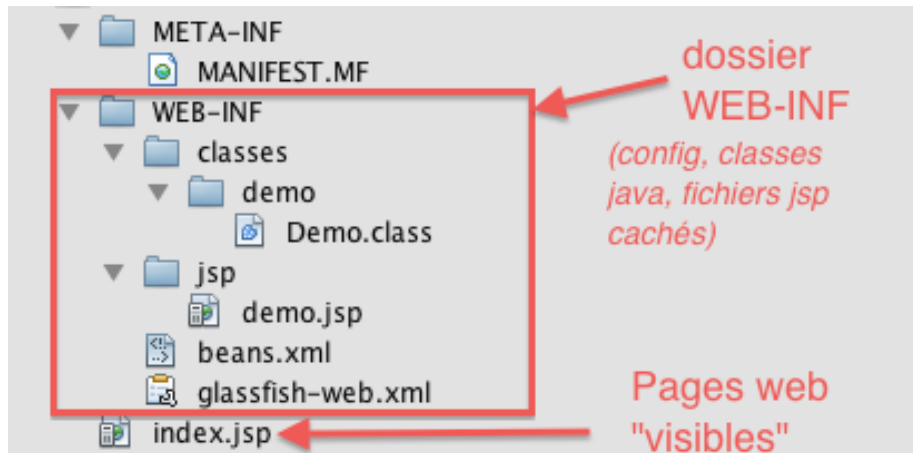 META-INF
MANIFEST.MF
WEB-INF
classes
demo
Demo.class
jsp
demo.jsp
beans.xml
glassfish-web.xml
index.jsp
dossier
WEB-INF
(config, classes
java, fichiers jsp
cachés)
Pages web
"visibles"